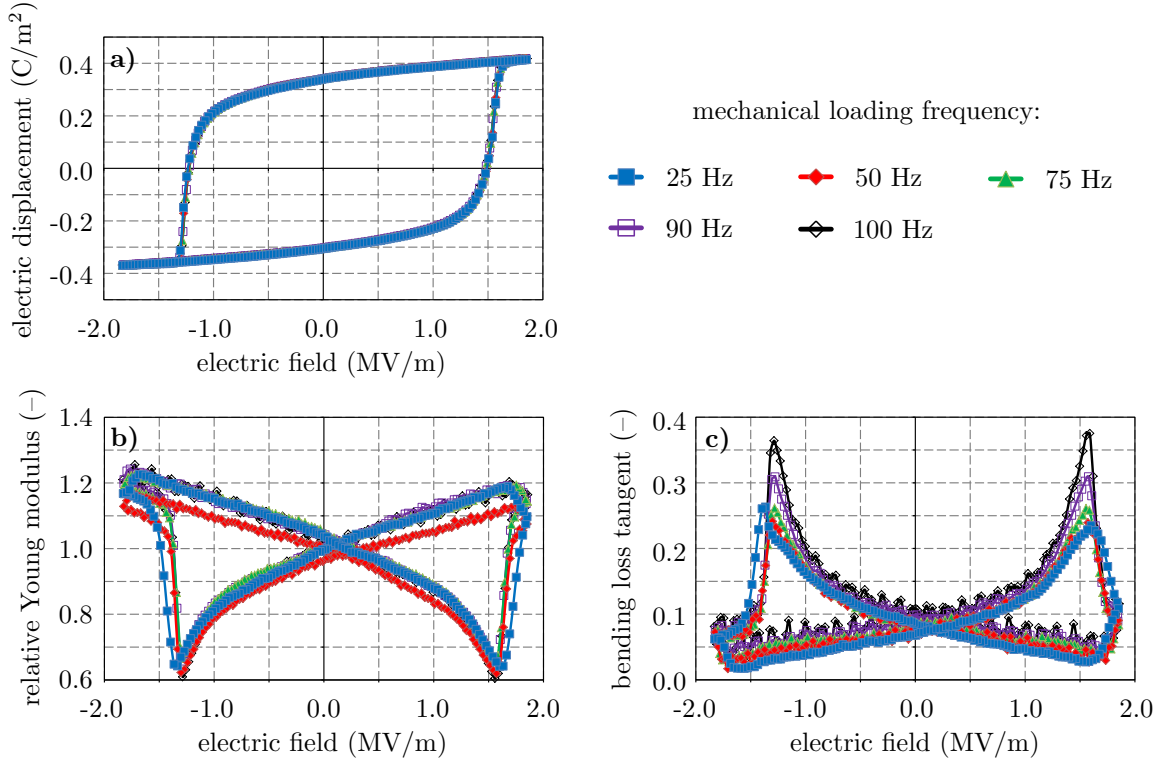 a)
electric displacement (C/m²)
0.4
0.2
0.0
-0.2
-0.4
-2.0 -1.0 0.0 1.0 2.0
electric field (MV/m)
mechanical loading frequency:
25 Hz 50 Hz 75 Hz
90 Hz 100 Hz
b)
relative Young modulus (–)
1.4
1.2
1.0
0.8
0.6
-2.0 -1.0 0.0 1.0 2.0
electric field (MV/m)
c)
bending loss tangent (–)
0.4
0.3
0.2
0.1
0.0
-2.0 -1.0 0.0 1.0 2.0
electric field (MV/m)